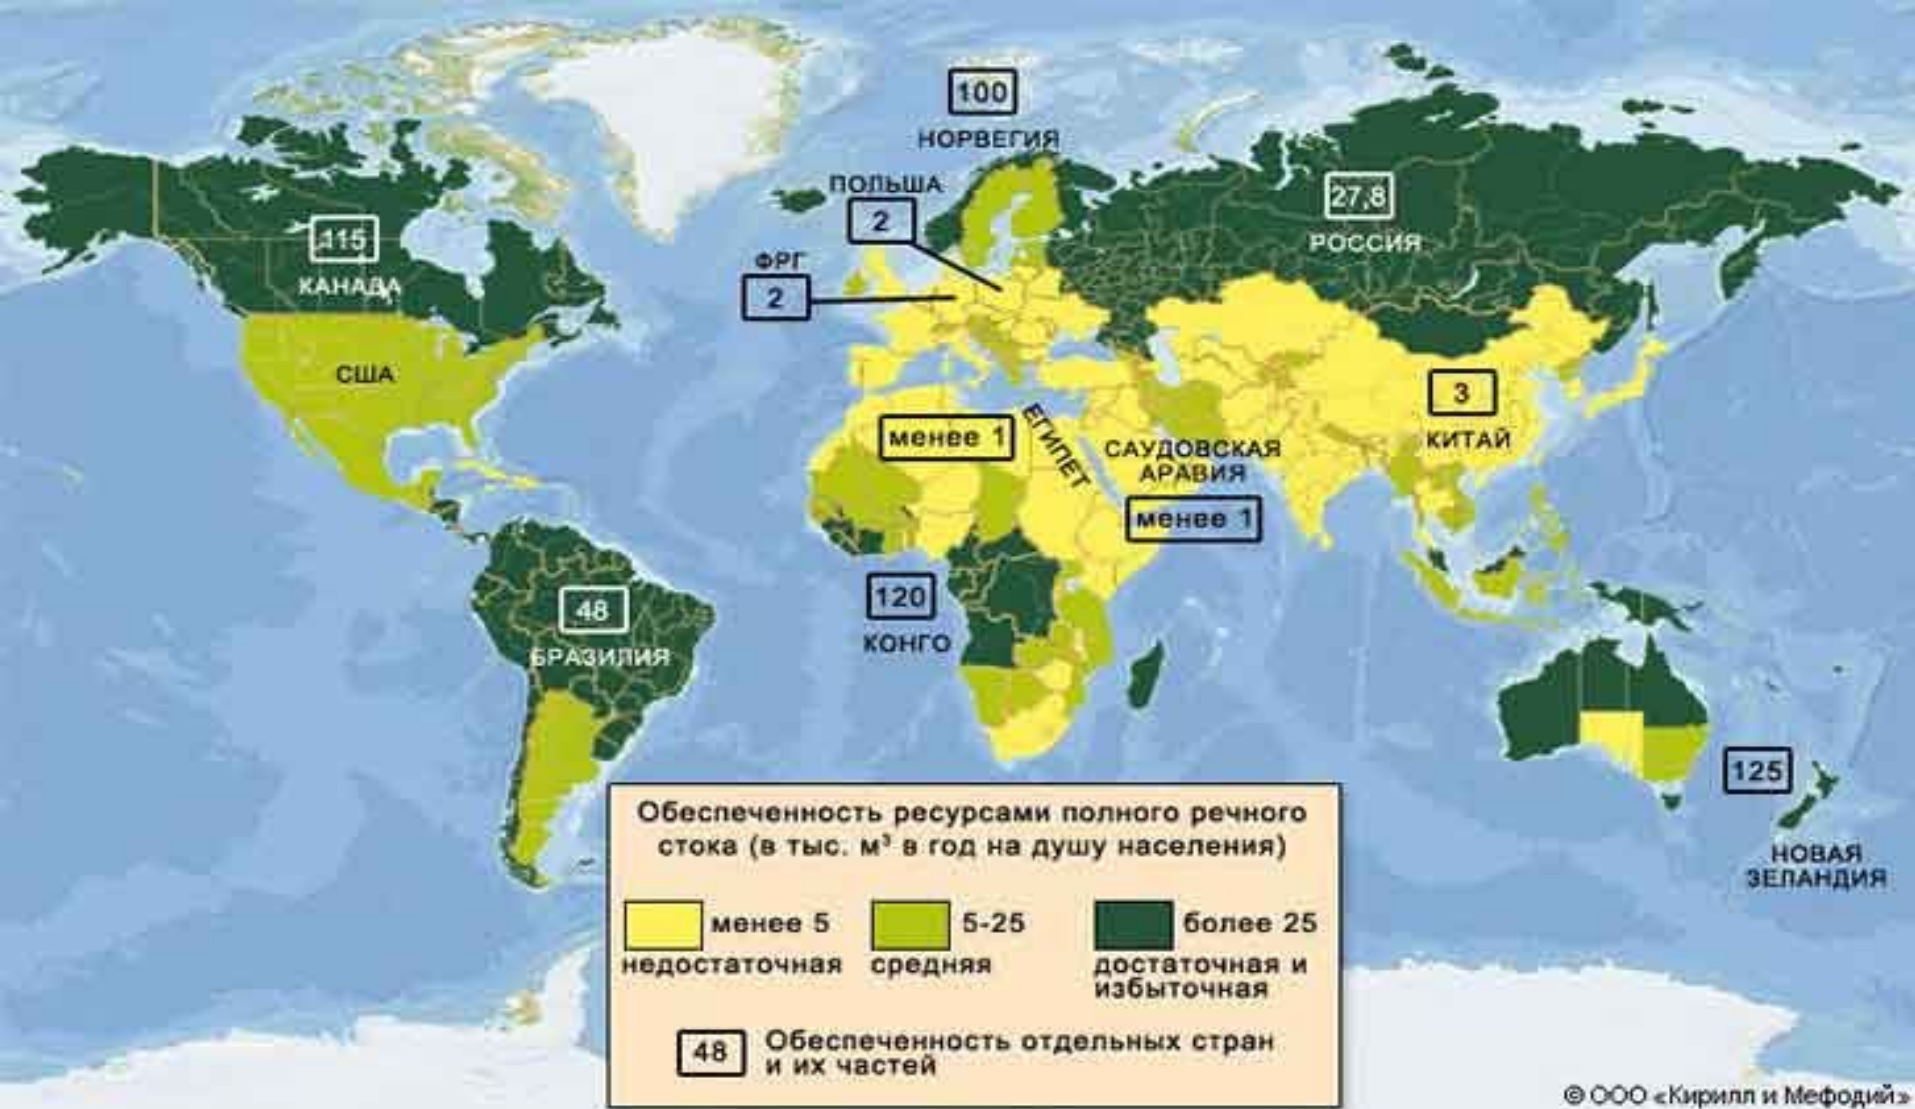 100
НОРВЕГИЯ
ПОЛЬША
2
ФРГ
2
27,8
РОССИЯ
115
КАНАДА
США
3
КИТАЙ
менее 1
ЕГИПЕТ
САУДОВСКАЯ
АРАВИЯ
менее 1
120
КОНГО
48
БРАЗИЛИЯ
125
НОВАЯ
ЗЕЛАНДИЯ
Обеспеченность ресурсами полного речного
стока (в тыс. м³ в год на душу населения)
менее 5
недостаточная
5-25
средняя
более 25
достаточная и
избыточная
48
Обеспеченность отдельных стран
и их частей
© ООО «Кирилл и Мефодий»